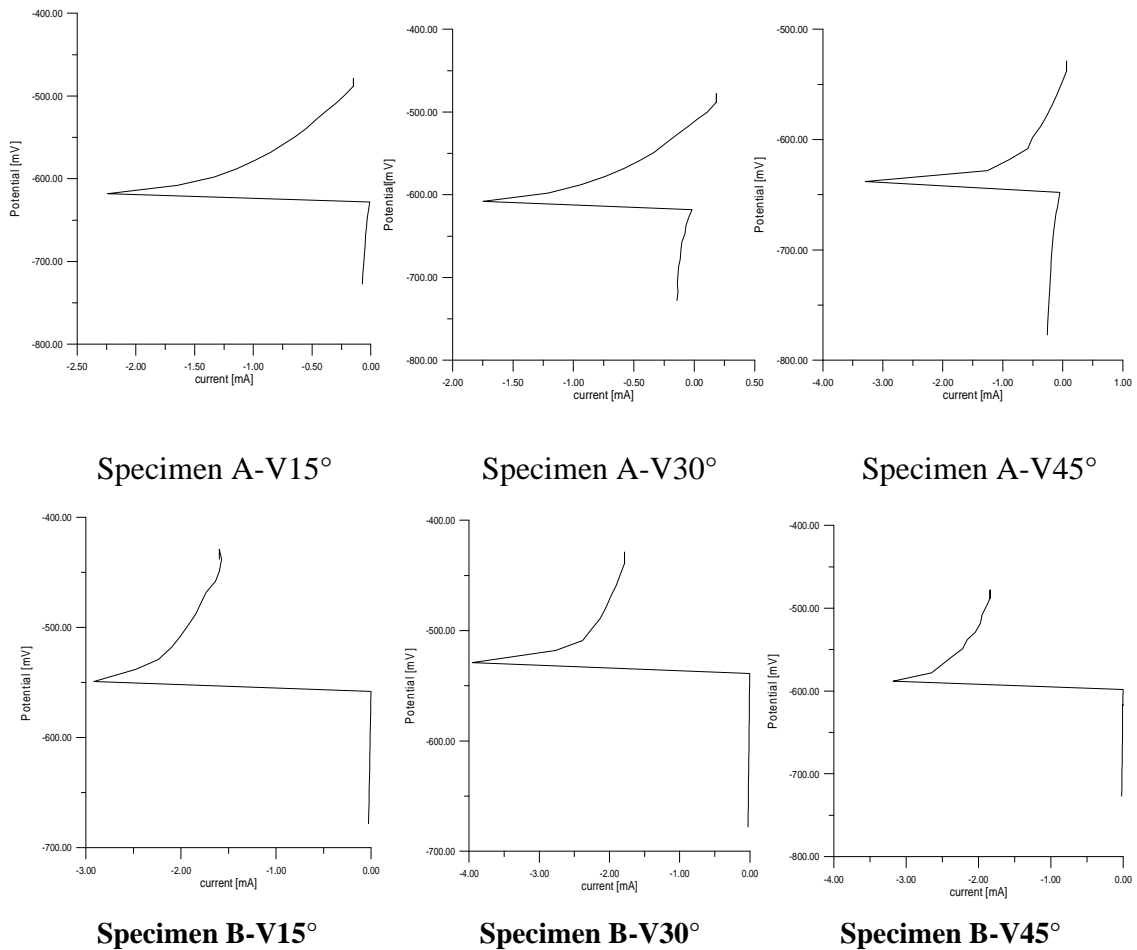 -400.00
-500.00
-600.00
-700.00
-800.00
Potential [mV]
-2.50 -2.00 -1.50 -1.00 -0.50 0.00
current [mA]
-400.00
-500.00
-600.00
-700.00
-800.00
Potential[mV]
-2.00 -1.50 -1.00 -0.50 0.00 0.50
current [mA]
-500.00
-600.00
-700.00
-800.00
Potential [mV]
-4.00 -3.00 -2.00 -1.00 0.00 1.00
current [mA]
Specimen A-V15° Specimen A-V30° Specimen A-V45°
-400.00
-500.00
-600.00
-700.00
Potential [mV]
-3.00 -2.00 -1.00 0.00
current [mA]
-400.00
-500.00
-600.00
-700.00
Potential [mV]
-4.00 -3.00 -2.00 -1.00 0.00
current [mA]
-400.00
-500.00
-600.00
-700.00
-800.00
Potential [mV]
-4.00 -3.00 -2.00 -1.00 0.00
current [mA]
Specimen B-V15° Specimen B-V30° Specimen B-V45°